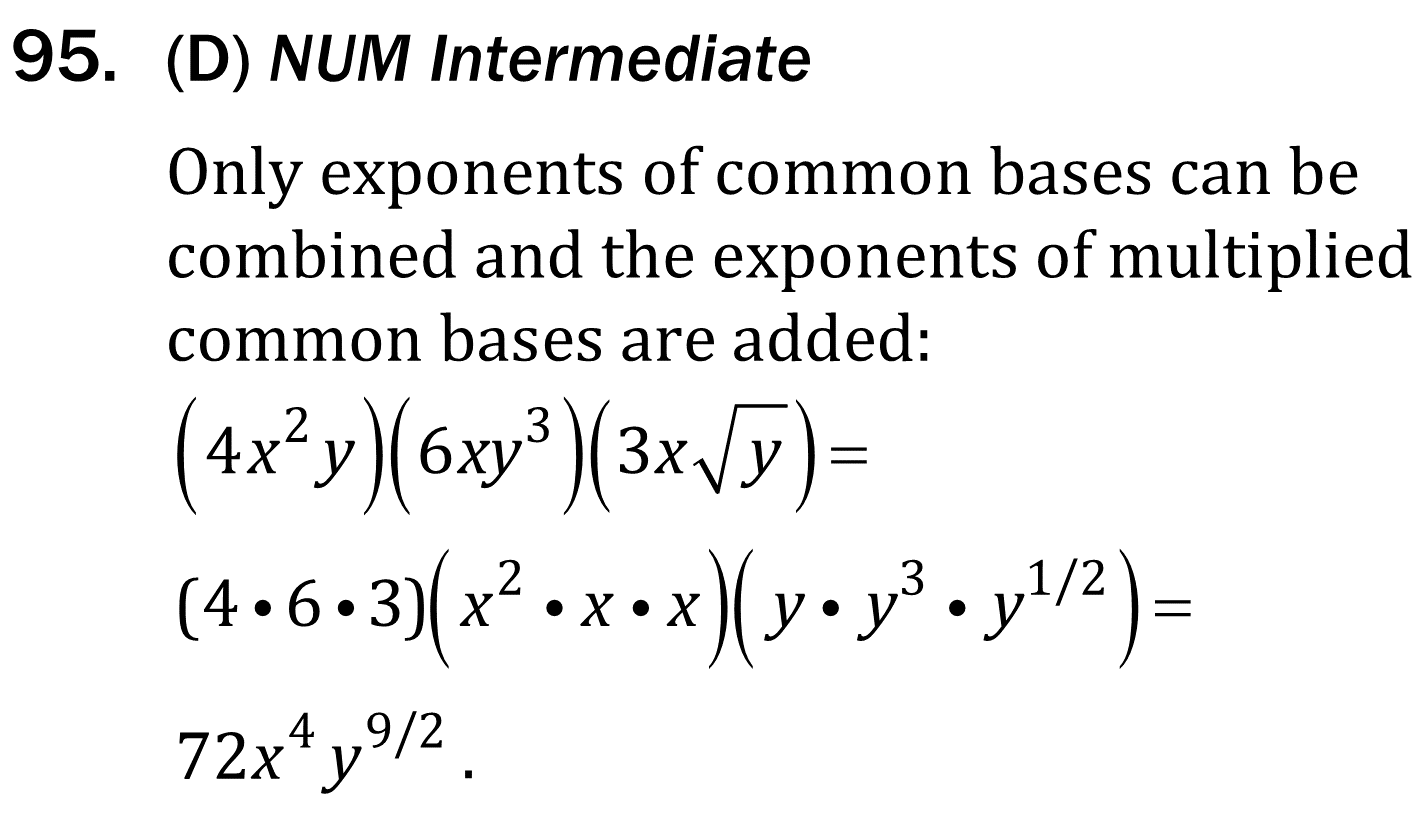 95. (D) NUM Intermediate
Only exponents of common bases can be
combined and the exponents of multiplied
common bases are added:
(4x²y)(6xy³)(3x√y)=
(4•6•3)(x²•x•x)(y•y³•y^{1/2})=
72x⁴y^{9/2}.